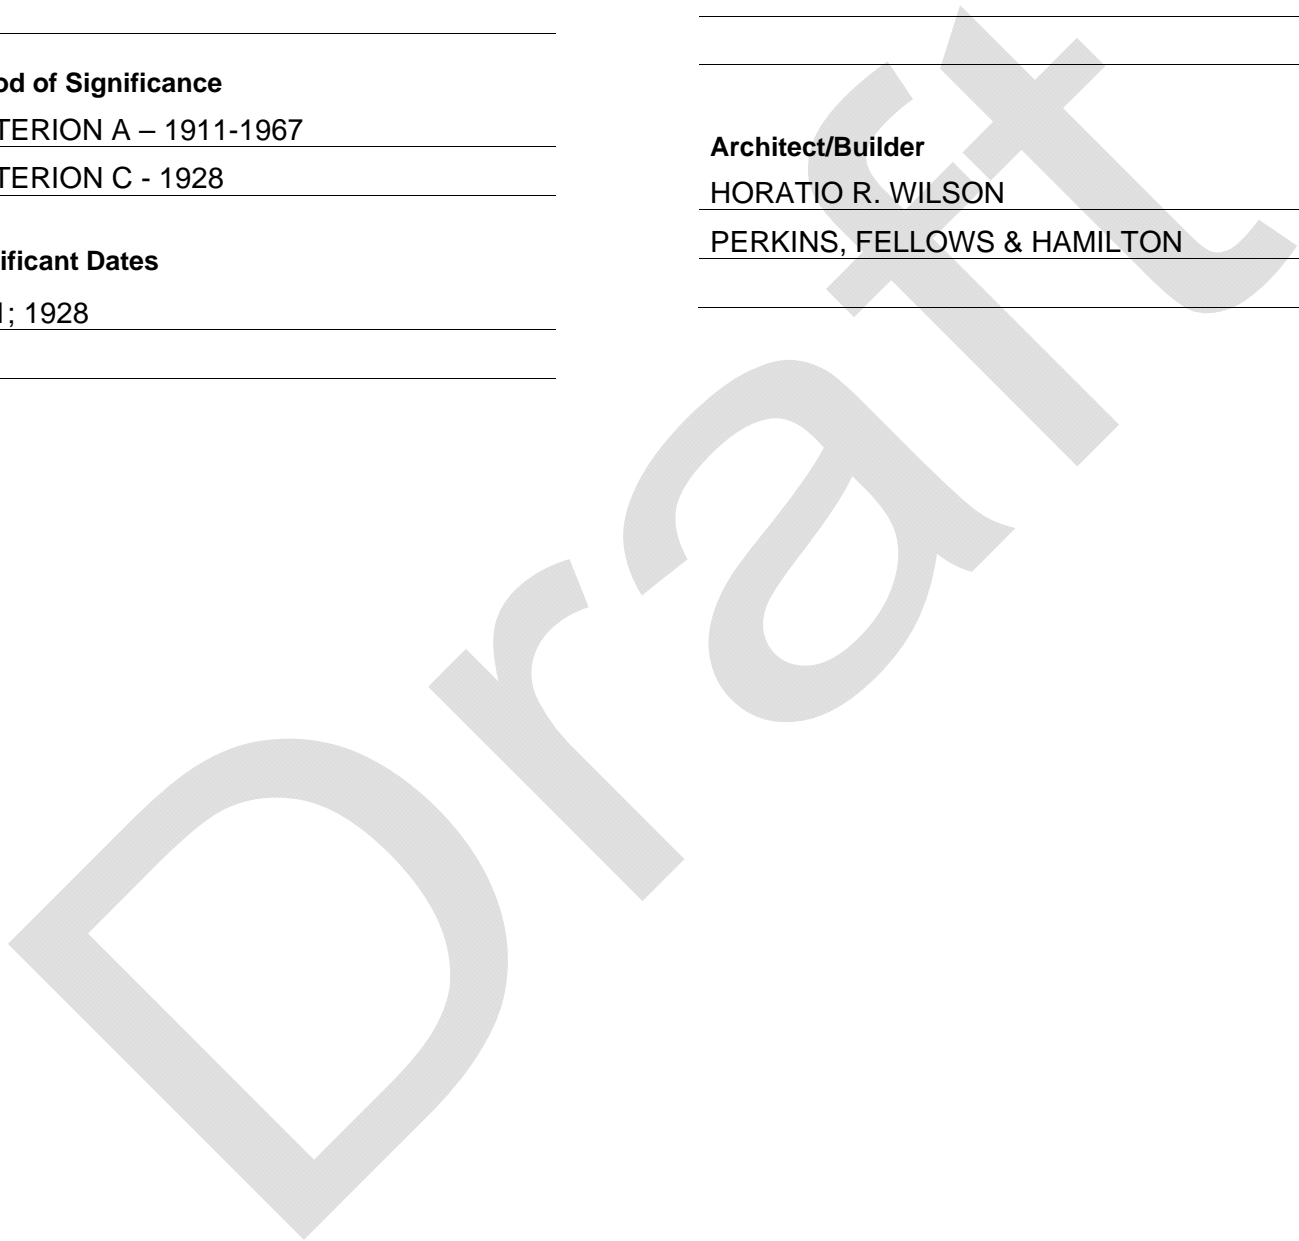 od of Significance
TERION A – 1911-1967
TERION C - 1928
ificant Dates
; 1928
Architect/Builder
HORATIO R. WILSON
PERKINS, FELLOWS & HAMILTON
Draft